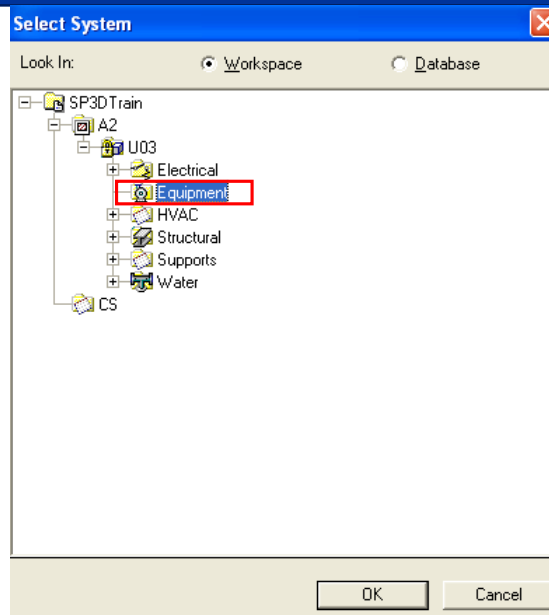 Select System
Look In: Workspace Database
SP3DTrain
A2
U03
Electrical
Equipment
HVAC
Structural
Supports
Water
CS
OK Cancel